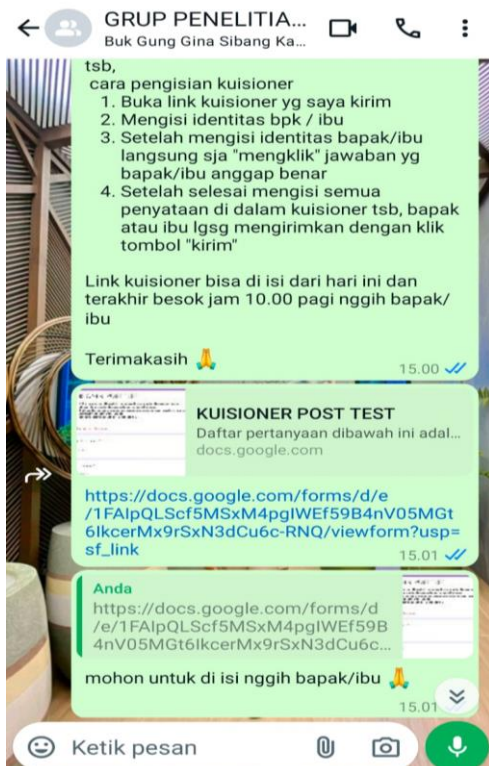 GRUP PENELITIA...
Buk Gung Gina Sibang Ka...
tsb,
cara pengisian kuisioner
1. Buka link kuisioner yg saya kirim
2. Mengisi identitas bpk / ibu
3. Setelah mengisi identitas bapak/ibu
langsung sja "mengklik" jawaban yg
bapak/ibu anggap benar
4. Setelah selesai mengisi semua
penyataan di dalam kuisioner tsb, bapak
atau ibu lgsg mengirimkan dengan klik
tombol "kirim"
Link kuisioner bisa di isi dari hari ini dan
terakhir besok jam 10.00 pagi nggih bapak/
ibu
Terimakasih 🙏
15.00
KUISIONER POST TEST
Daftar pertanyaan dibawah ini adal...
docs.google.com
https://docs.google.com/forms/d/e
/1FAIpQLScf5MSxM4pgIWEf59B4nV05MGt
6IkcerMx9rSxN3dCu6c-RNQ/viewform?usp=
sf_link
15.01
Anda
https://docs.google.com/forms/d
/e/1FAIpQLScf5MSxM4pgIWEf59B
4nV05MGt6IkcerMx9rSxN3dCu6c...
mohon untuk di isi nggih bapak/ibu 🙏
15.01
Ketik pesan